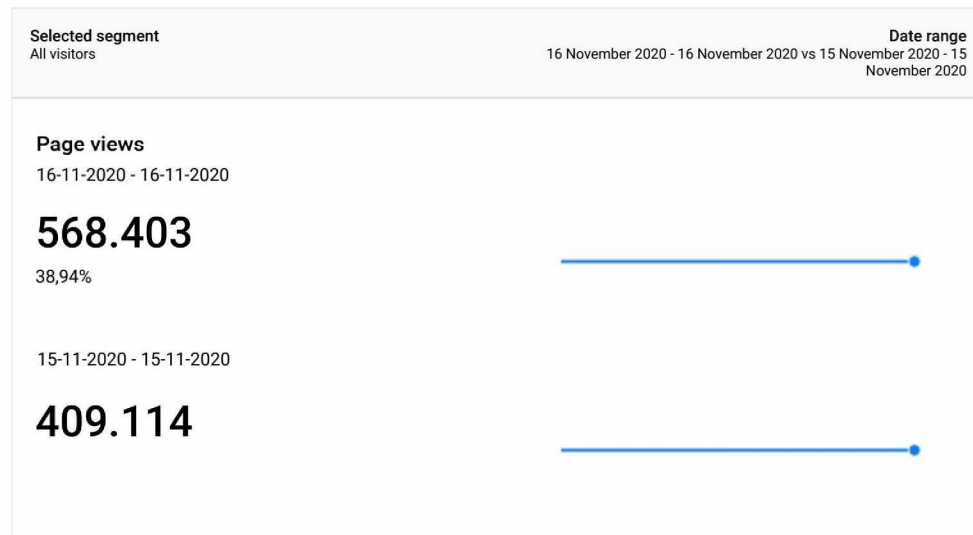 Selected segment
All visitors
Date range
16 November 2020 - 16 November 2020 vs 15 November 2020 - 15
November 2020
Page views
16-11-2020 - 16-11-2020
568.403
38,94%
15-11-2020 - 15-11-2020
409.114